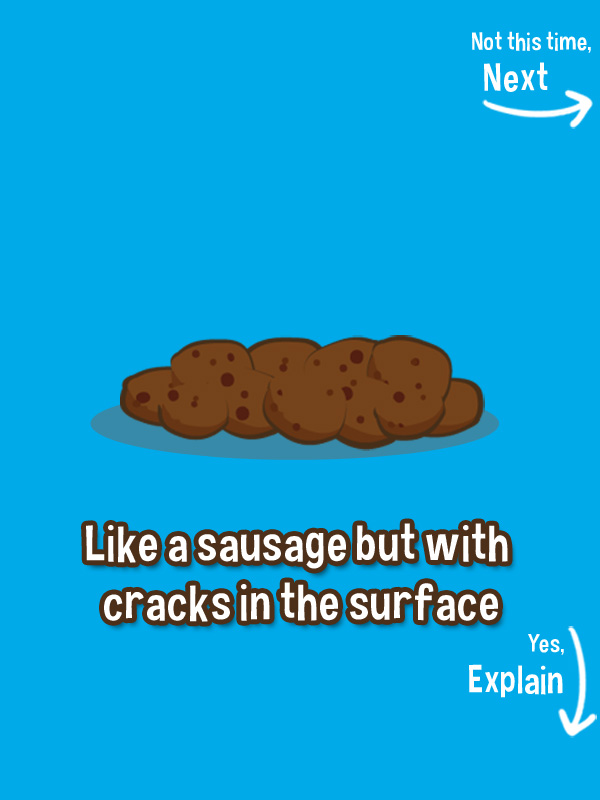 Not this time,
Next
Like a sausage but with
cracks in the surface
Yes,
Explain